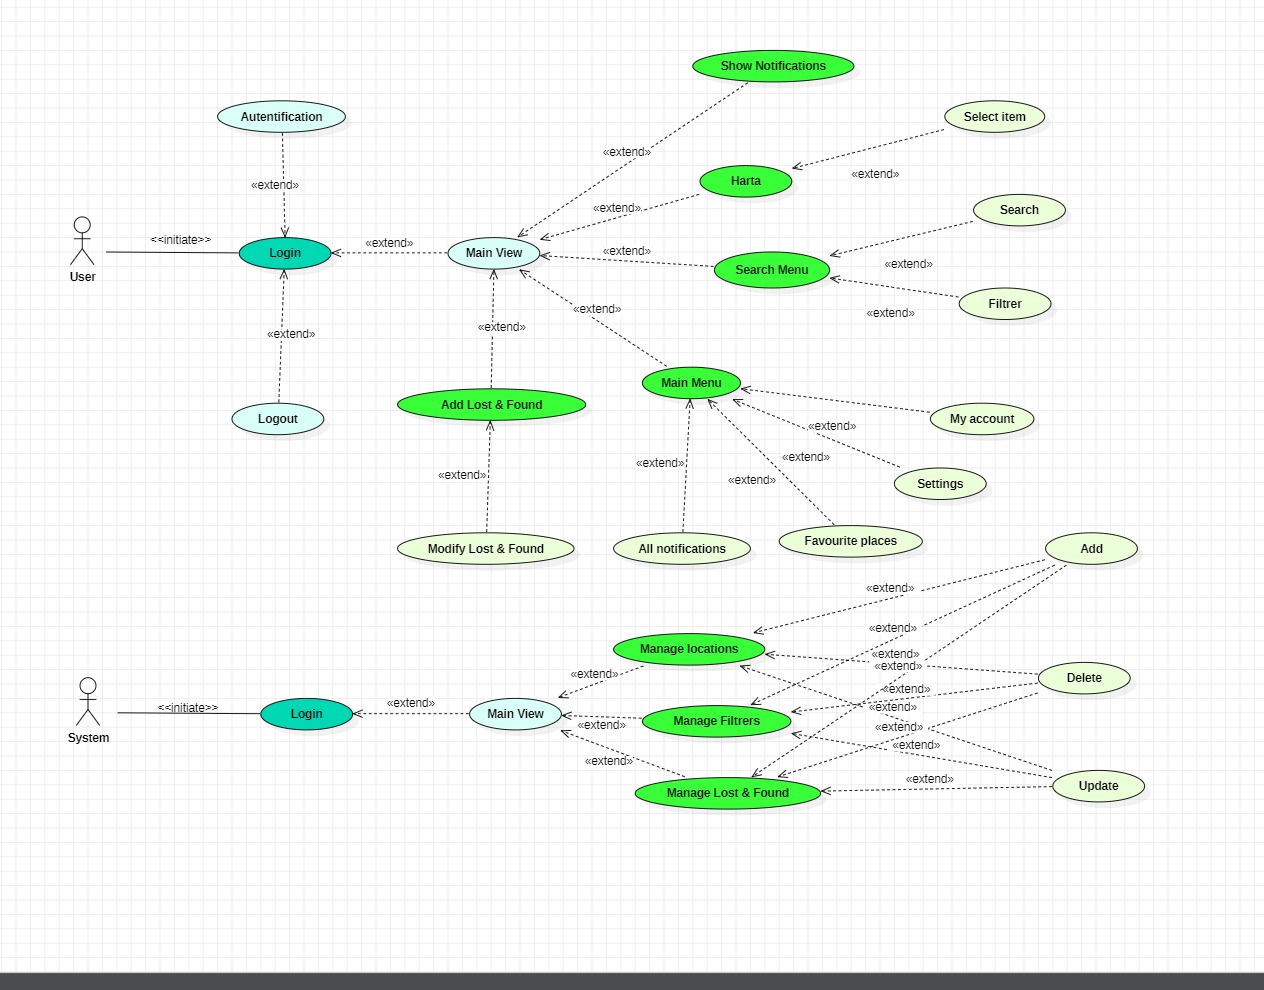 Show Notifications
Autentification
Select item
«extend»
«extend»
Harta
«extend»
«extend»
Search
<<initiate>>
«extend»
User
Login
«extend»
Main View
«extend»
Search Menu
«extend»
Filtrer
«extend»
«extend»
«extend»
«extend»
Main Menu
Add Lost & Found
Logout
My account
«extend»
«extend»
«extend»
«extend»
«extend»
Settings
Modify Lost & Found
All notifications
Favourite places
Add
«extend»
«extend»
Manage locations
«extend»
«extend»
«extend»
Delete
«extend»
System
<<initiate>>
Login
«extend»
Main View
«extend»
Manage Filtrers
«extend»
«extend»
«extend»
«extend»
«extend»
Update
Manage Lost & Found